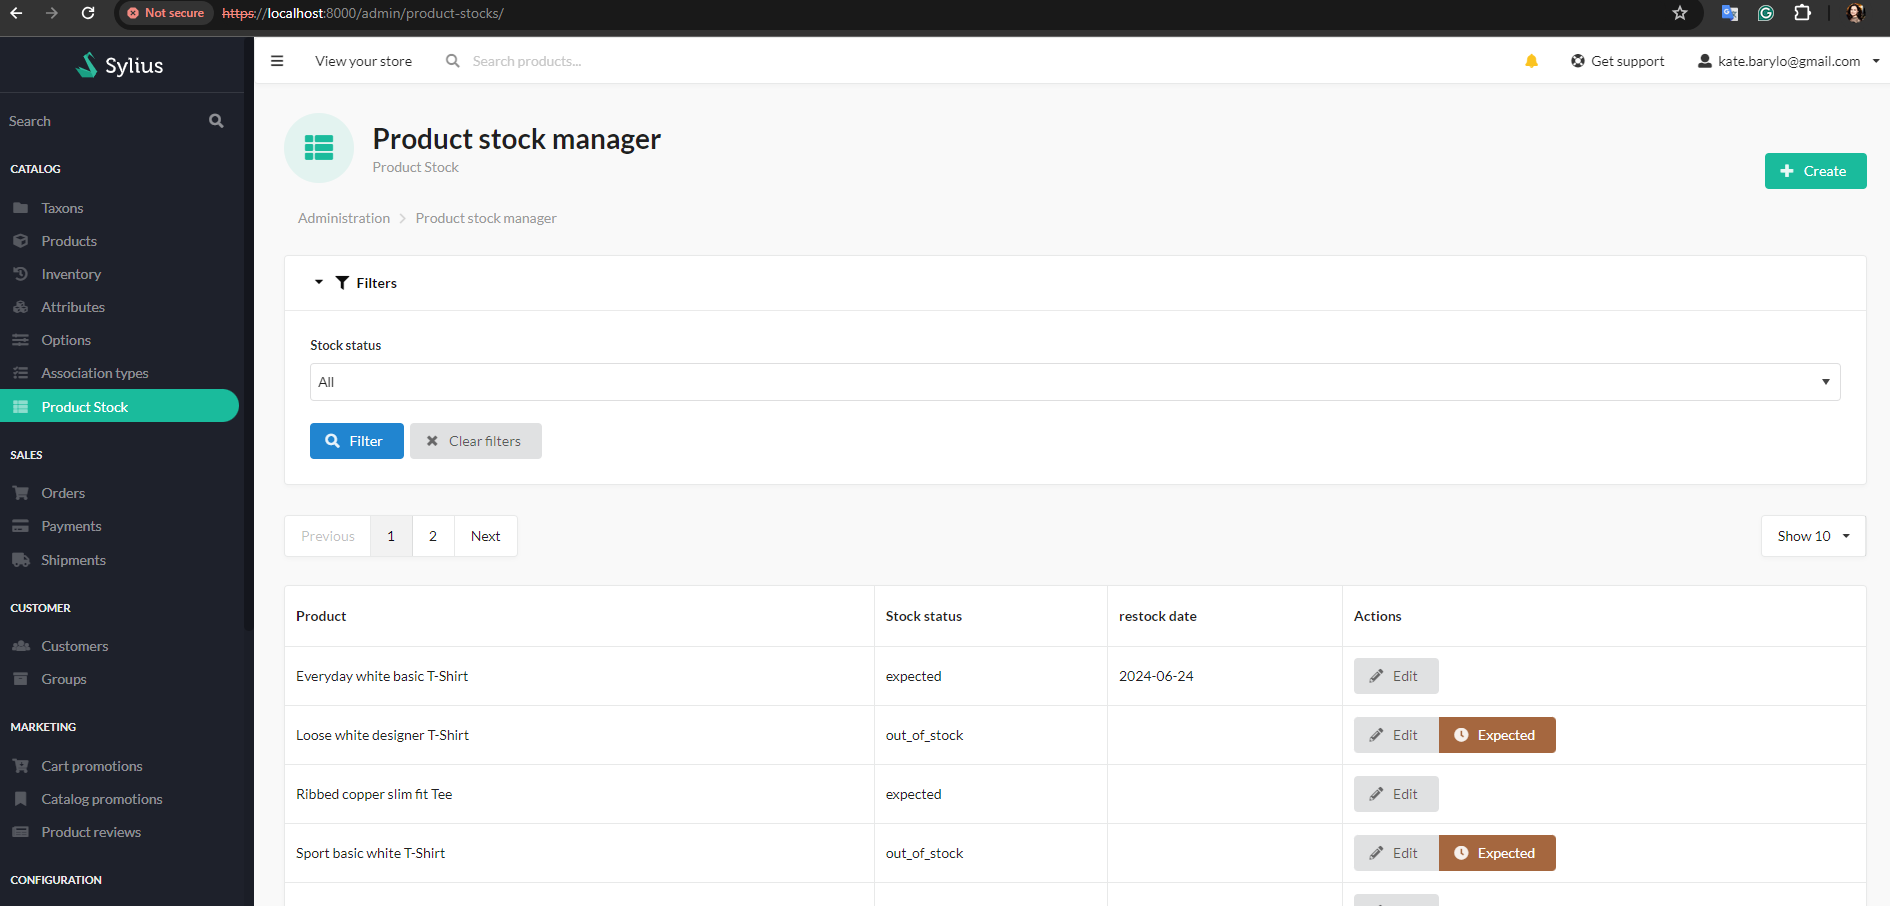 Not secure https://localhost:8000/admin/product-stocks/
Sylius
View your store Search products... Get support kate.barylo@gmail.com
Search
CATALOG
Taxons
Products
Inventory
Attributes
Options
Association types
Product Stock
SALES
Orders
Payments
Shipments
CUSTOMER
Customers
Groups
MARKETING
Cart promotions
Catalog promotions
Product reviews
CONFIGURATION
Product stock manager
Product Stock
Create
Administration Product stock manager
Filters
Stock status
All
Filter Clear filters
Previous 1 2 Next Show 10
Product Stock status restock date Actions
Everyday white basic T-Shirt expected 2024-06-24 Edit
Loose white designer T-Shirt out_of_stock Edit Expected
Ribbed copper slim fit Tee expected Edit
Sport basic white T-Shirt out_of_stock Edit Expected